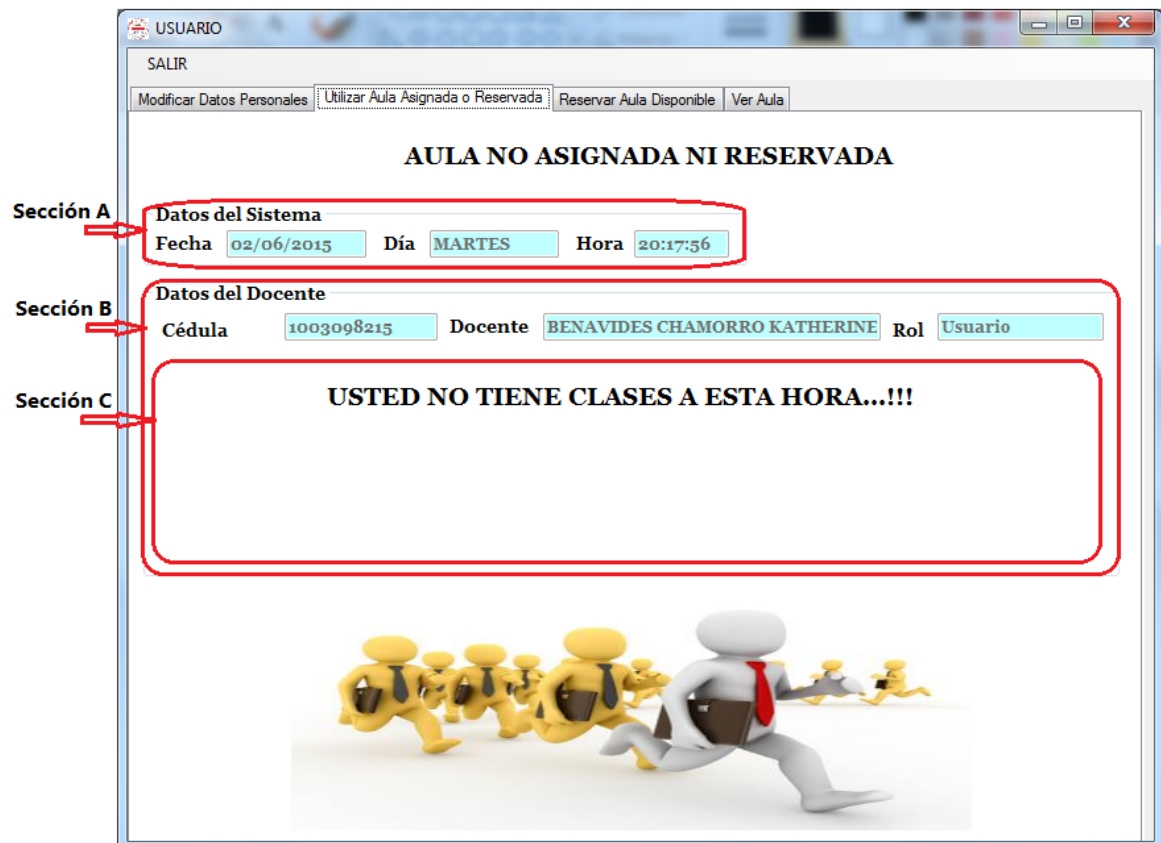 USUARIO
SALIR
Modificar Datos Personales Utilizar Aula Asignada o Reservada Reservar Aula Disponible Ver Aula
AULA NO ASIGNADA NI RESERVADA
Sección A
Datos del Sistema
Fecha 02/06/2015 Día MARTES Hora 20:17:56
Sección B
Datos del Docente
Cédula 1003098215 Docente BENAVIDES CHAMORRO KATHERINE Rol Usuario
Sección C
USTED NO TIENE CLASES A ESTA HORA...!!!